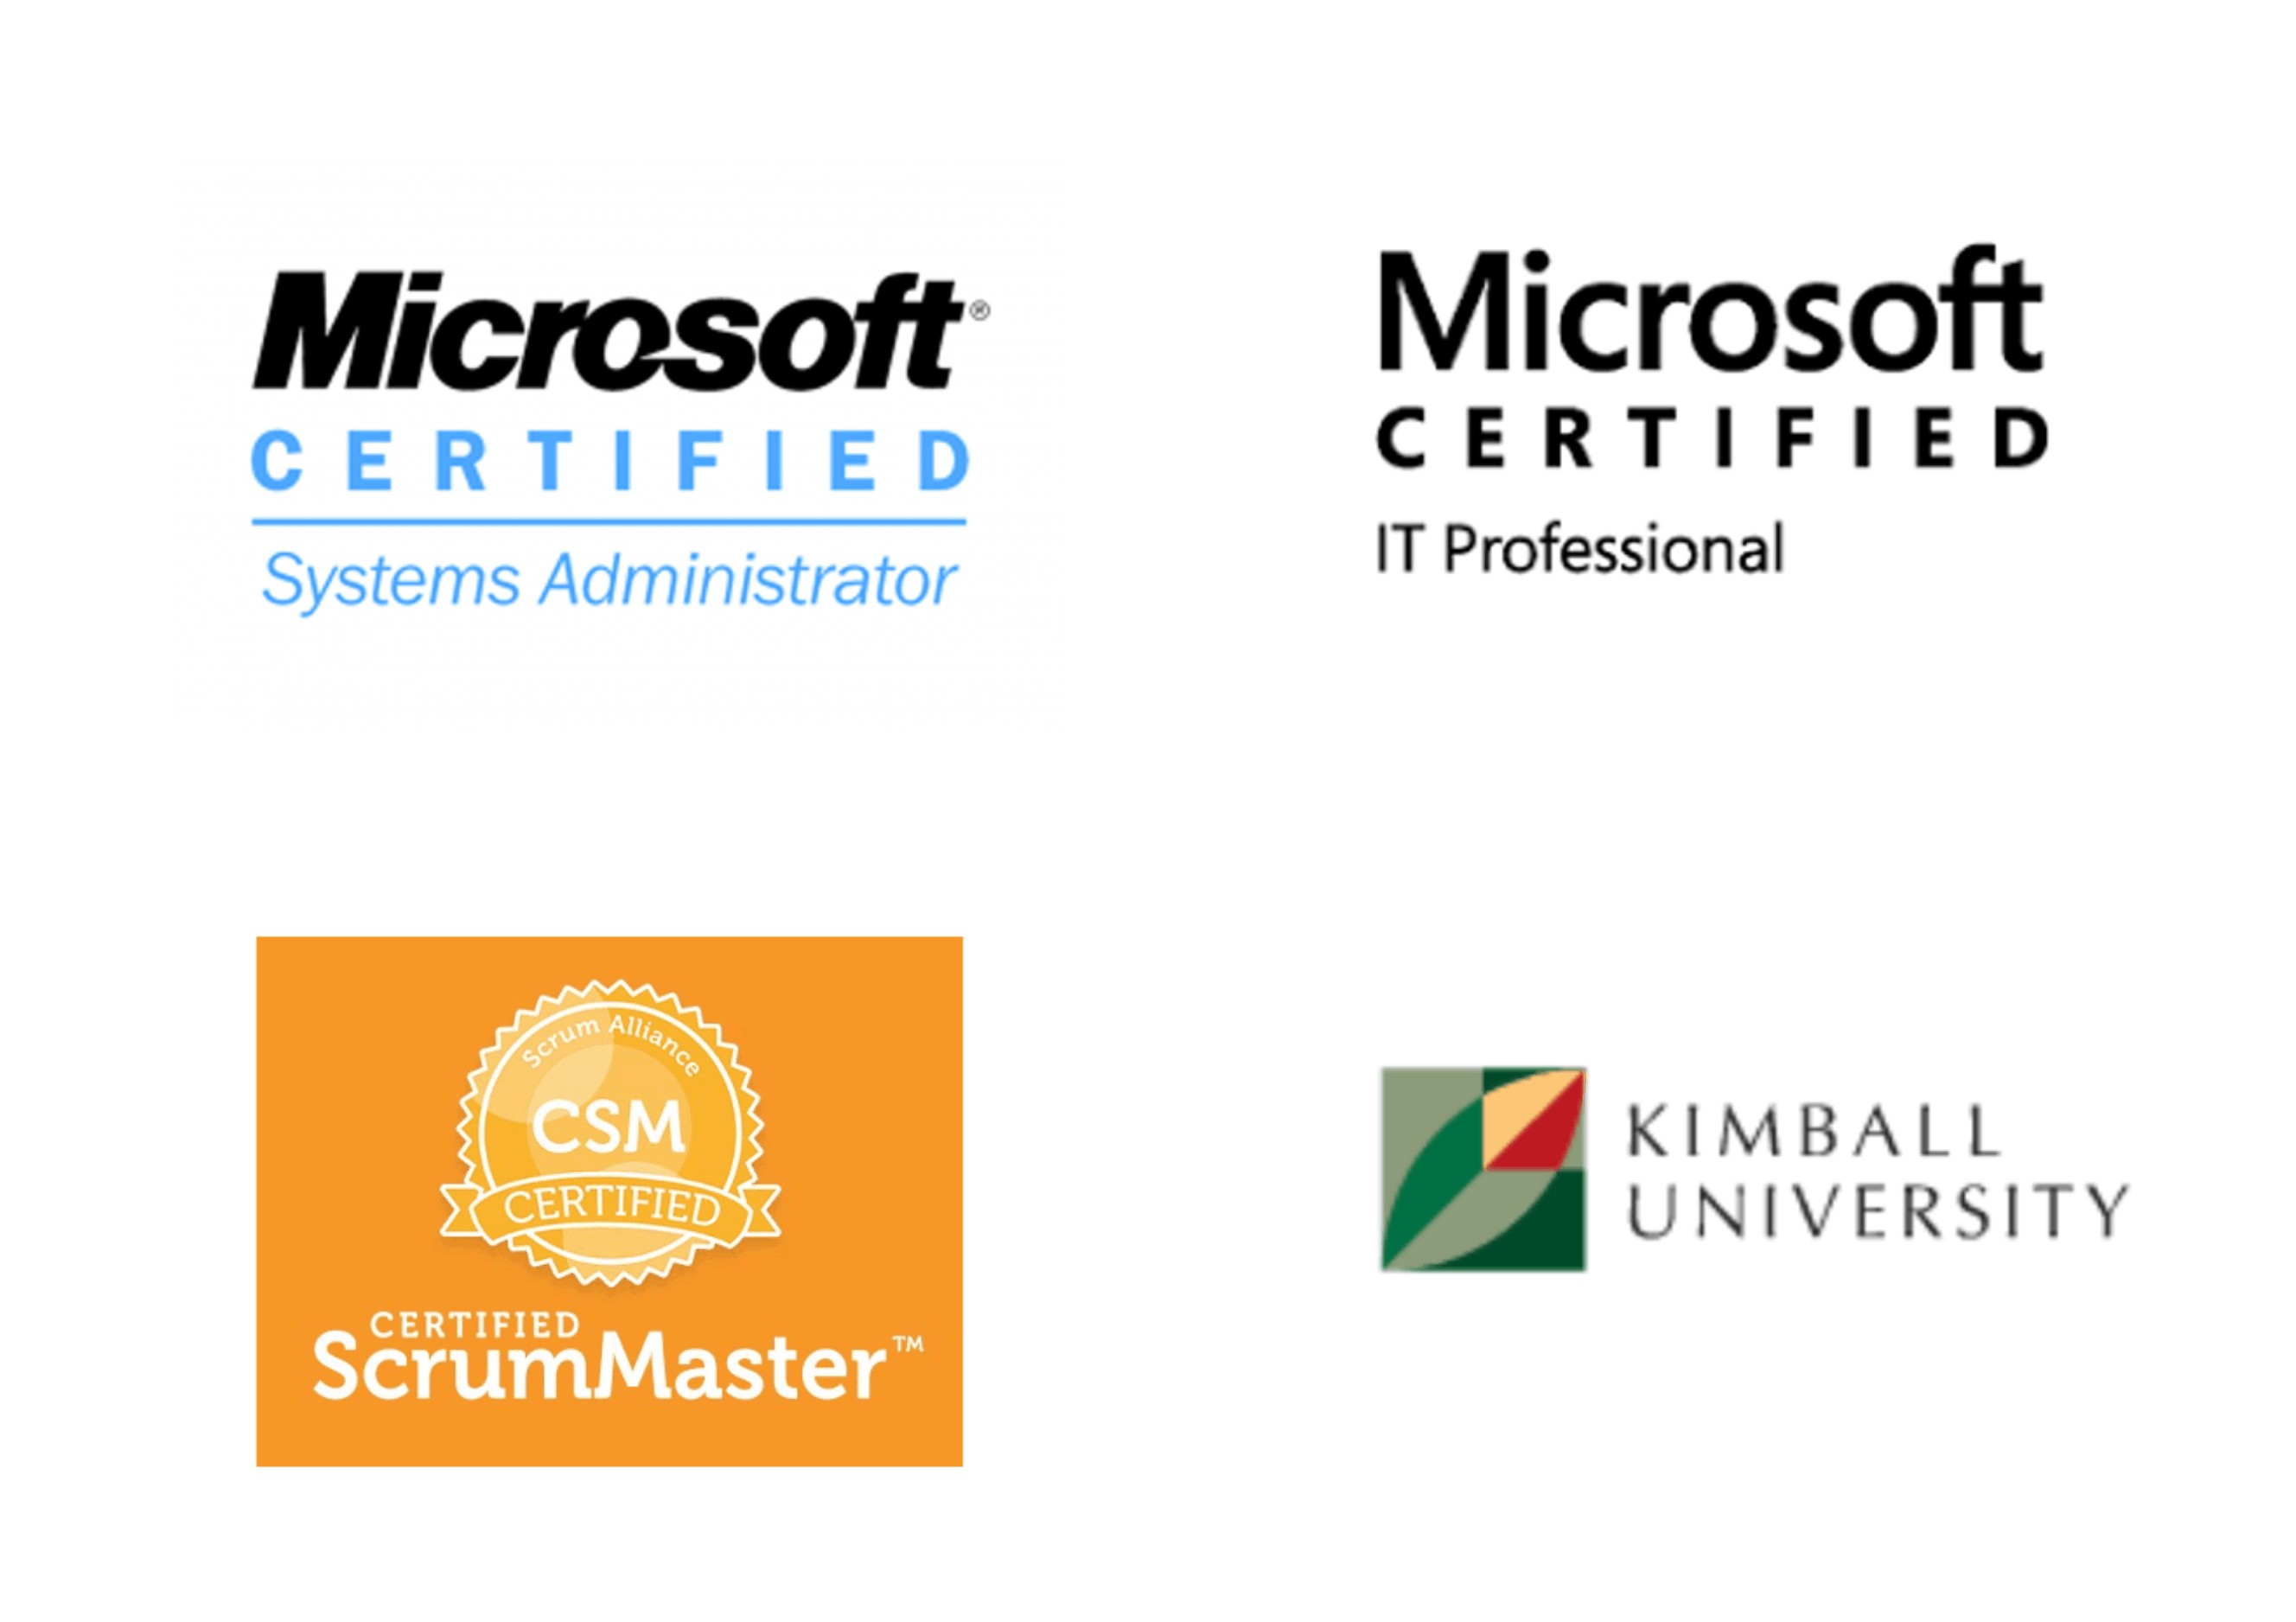 Microsoft®
CERTIFIED
Systems Administrator
Microsoft
CERTIFIED
IT Professional
Scrum Alliance
CSM
CERTIFIED
CERTIFIED
ScrumMaster™
KIMBALL
UNIVERSITY